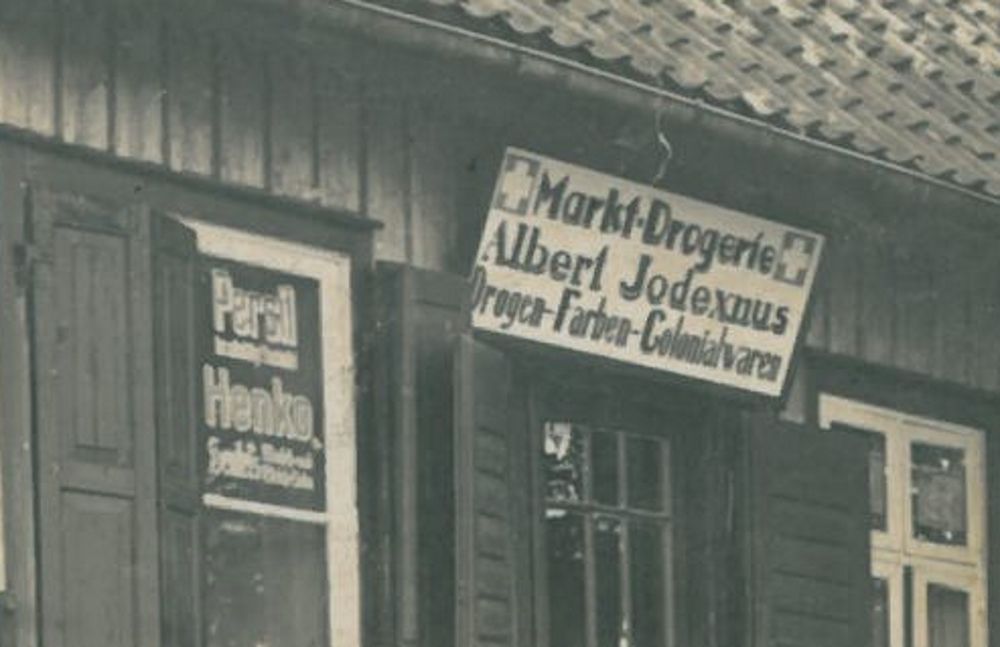 Persil
Henko,
Markt-Drogerie
Albert Jodexnus
Drogen-Farben-Colonialwaren